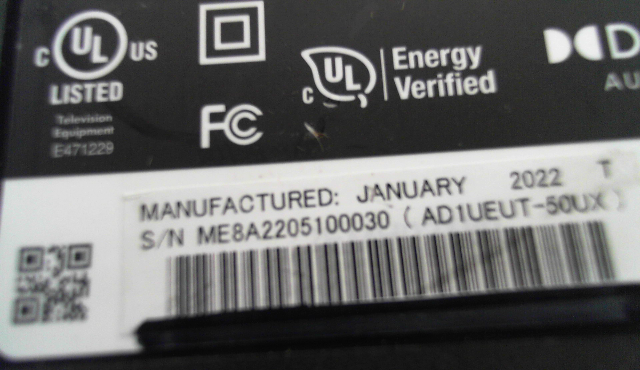 C UL US
LISTED
Television
Equipment
E471229
FC
C UL
Energy
Verified
D
AU
MANUFACTURED: JANUARY 2022 T
S/N ME8A2205100030 ( AD1UEUT-50UX )